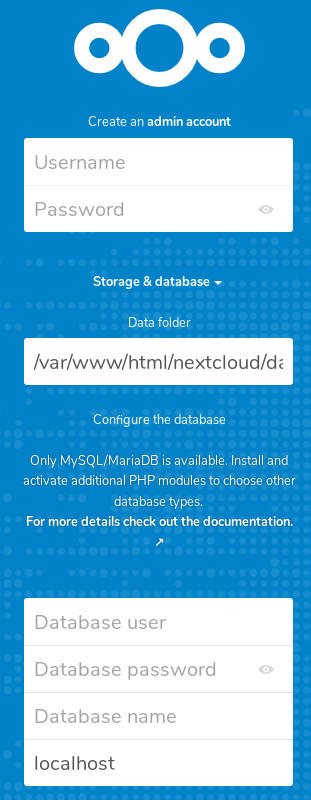 Create an admin account
Username
Password
Storage & database
Data folder
/var/www/html/nextcloud/da
Configure the database
Only MySQL/MariaDB is available. Install and
activate additional PHP modules to choose other
database types.
For more details check out the documentation.
↗
Database user
Database password
Database name
localhost